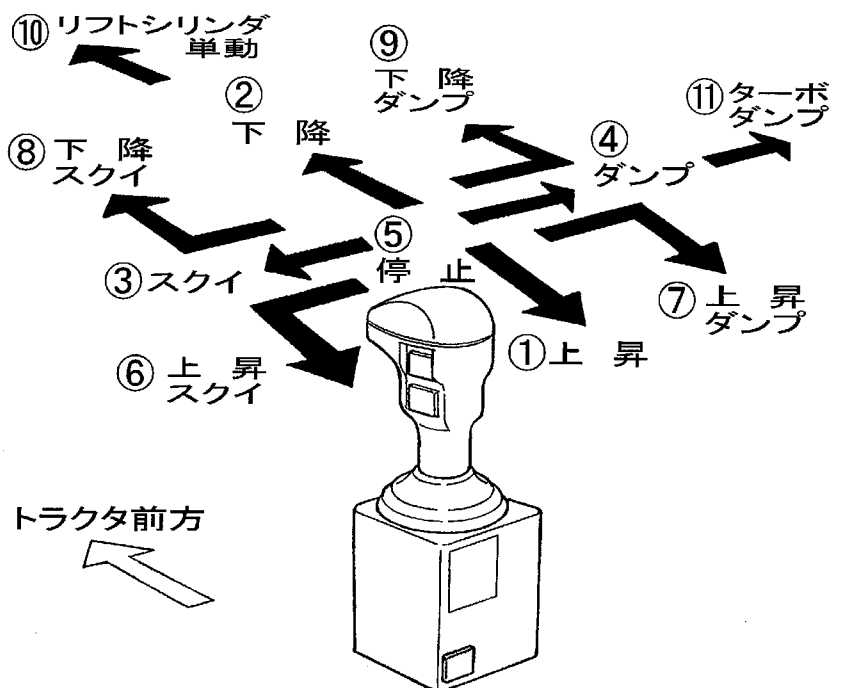 ⑩リフトシリンダ
単動
⑨
下 降
ダンプ
②
下 降
⑪ターボ
ダンプ
④
ダンプ
⑧下 降
スクイ
⑤
停 止
③スクイ
⑦上 昇
ダンプ
①上 昇
⑥上 昇
スクイ
トラクタ前方